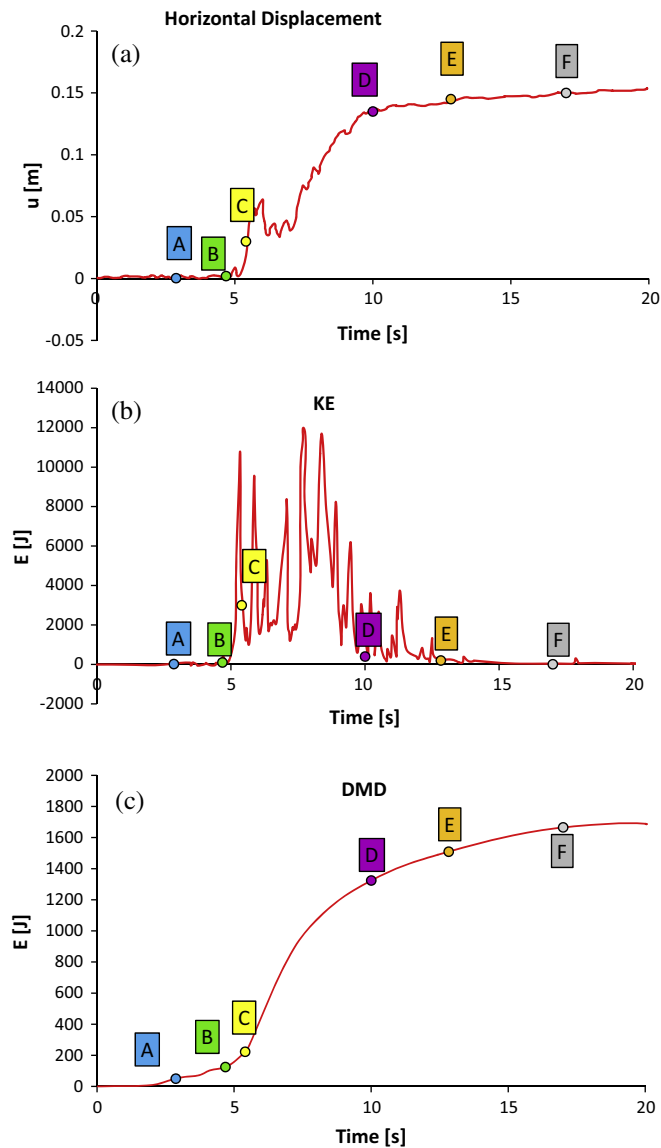 Horizontal Displacement
(a)
u [m]
0.2
0.15
0.1
0.05
0
-0.05
A
B
C
D
E
F
0
5
10
15
20
Time [s]
(b)
KE
E [J]
14000
12000
10000
8000
6000
4000
2000
0
-2000
A
B
C
D
E
F
0
5
10
15
20
Time [s]
(c)
DMD
E [J]
2000
1800
1600
1400
1200
1000
800
600
400
200
0
A
B
C
D
E
F
0
5
10
15
20
Time [s]